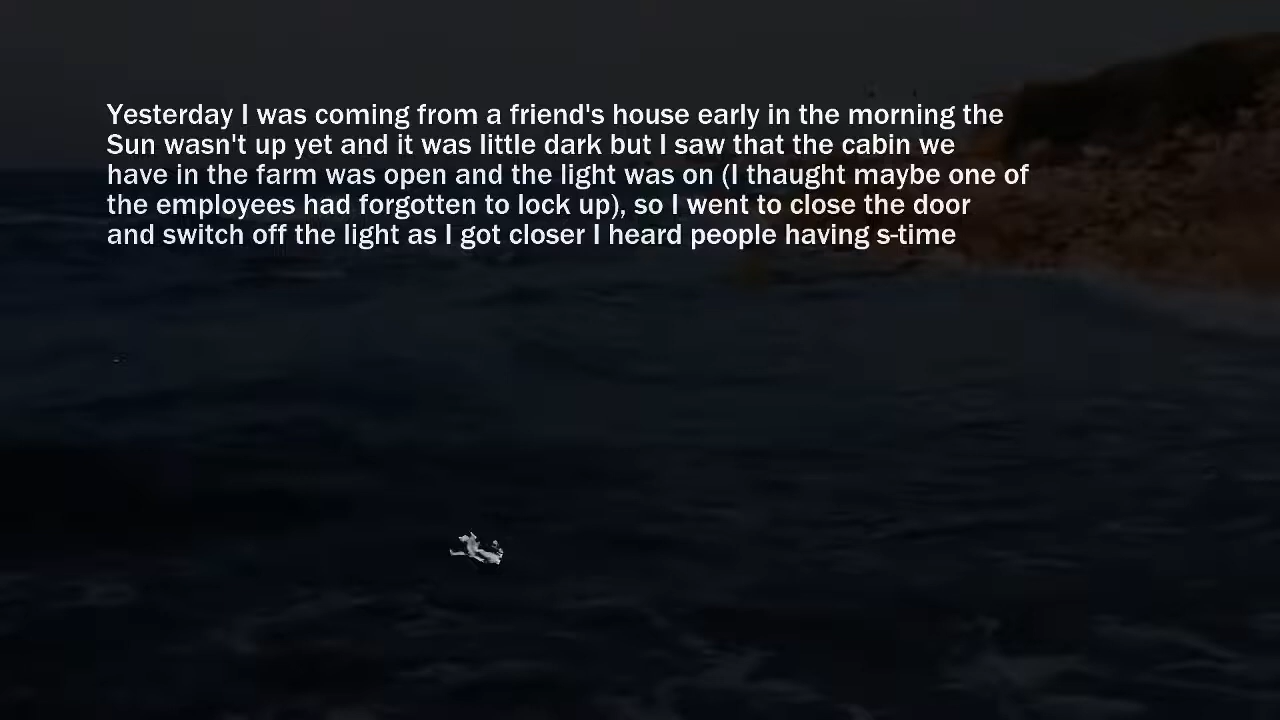 Yesterday I was coming from a friend's house early in the morning the
Sun wasn't up yet and it was little dark but I saw that the cabin we
have in the farm was open and the light was on (I thaught maybe one of
the employees had forgotten to lock up), so I went to close the door
and switch off the light as I got closer I heard people having s-time